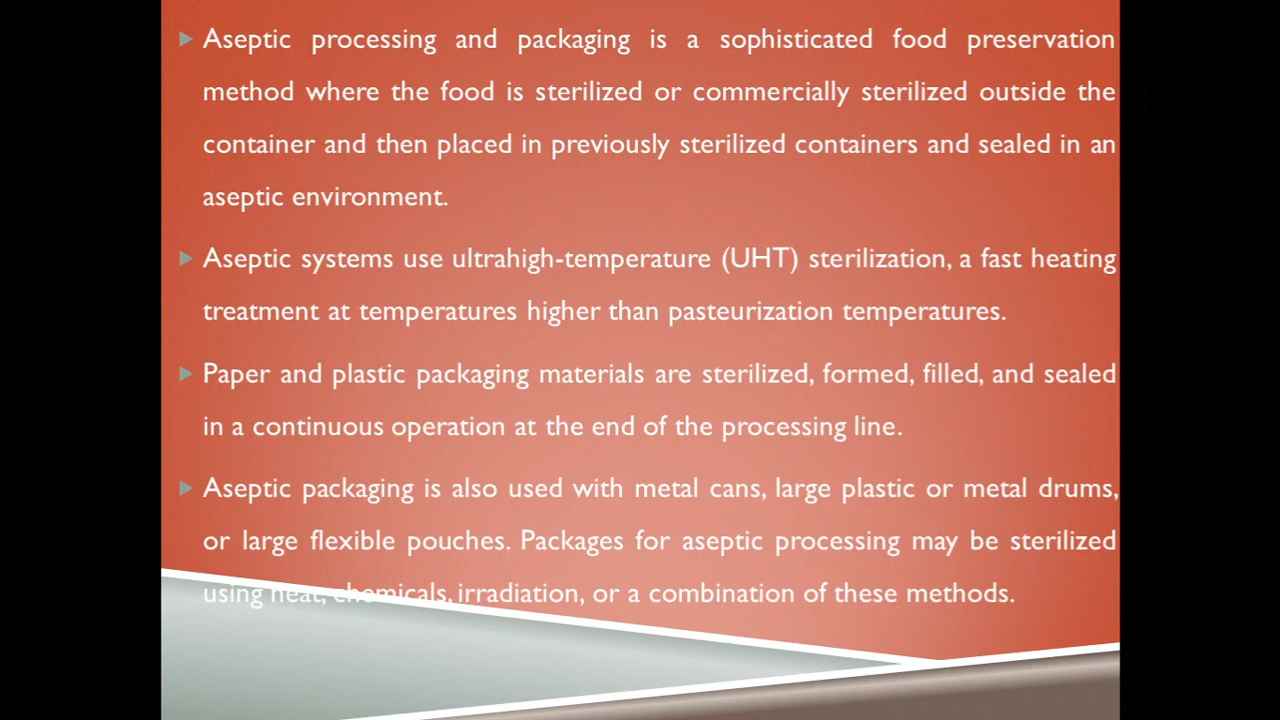 Aseptic processing and packaging is a sophisticated food preservation
method where the food is sterilized or commercially sterilized outside the
container and then placed in previously sterilized containers and sealed in an
aseptic environment.
Aseptic systems use ultrahigh-temperature (UHT) sterilization, a fast heating
treatment at temperatures higher than pasteurization temperatures.
Paper and plastic packaging materials are sterilized, formed, filled, and sealed
in a continuous operation at the end of the processing line.
Aseptic packaging is also used with metal cans, large plastic or metal drums,
or large flexible pouches. Packages for aseptic processing may be sterilized
using heat, chemicals, irradiation, or a combination of these methods.